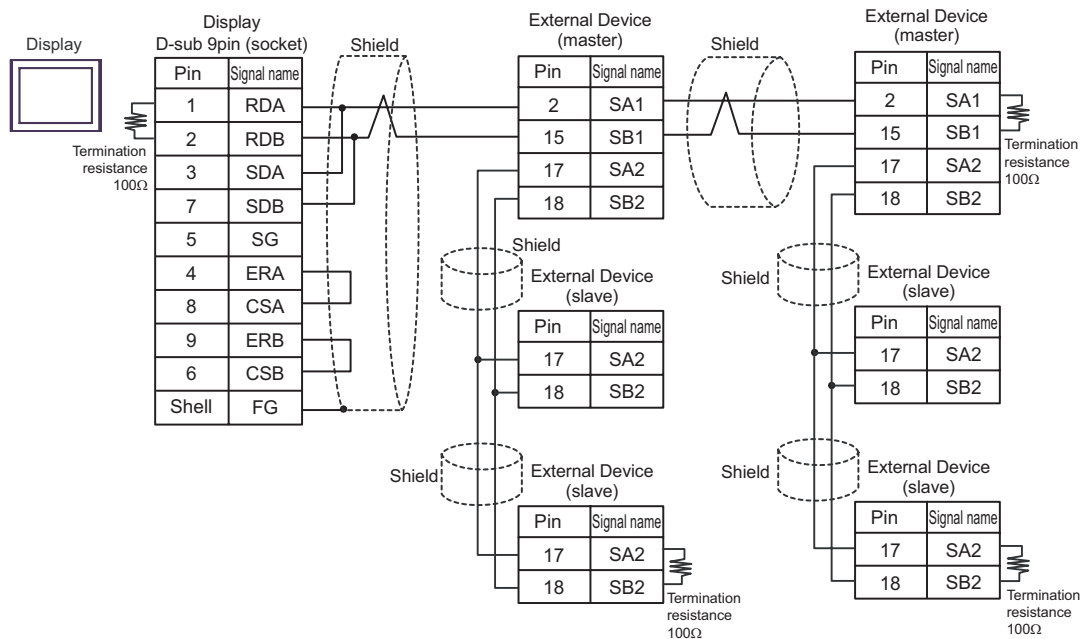 Display
Display
D-sub 9pin (socket)
Pin Signal name
1 RDA
2 RDB
3 SDA
7 SDB
5 SG
4 ERA
8 CSA
9 ERB
6 CSB
Shell FG
Termination
resistance
100Ω
Shield
External Device
(master)
Pin Signal name
2 SA1
15 SB1
17 SA2
18 SB2
Shield
External Device
(master)
Pin Signal name
2 SA1
15 SB1
17 SA2
18 SB2
Termination
resistance
100Ω
Shield
External Device
(slave)
Pin Signal name
17 SA2
18 SB2
Shield
External Device
(slave)
Pin Signal name
17 SA2
18 SB2
Shield
External Device
(slave)
Pin Signal name
17 SA2
18 SB2
Termination
resistance
100Ω
Shield
External Device
(slave)
Pin Signal name
17 SA2
18 SB2
Termination
resistance
100Ω